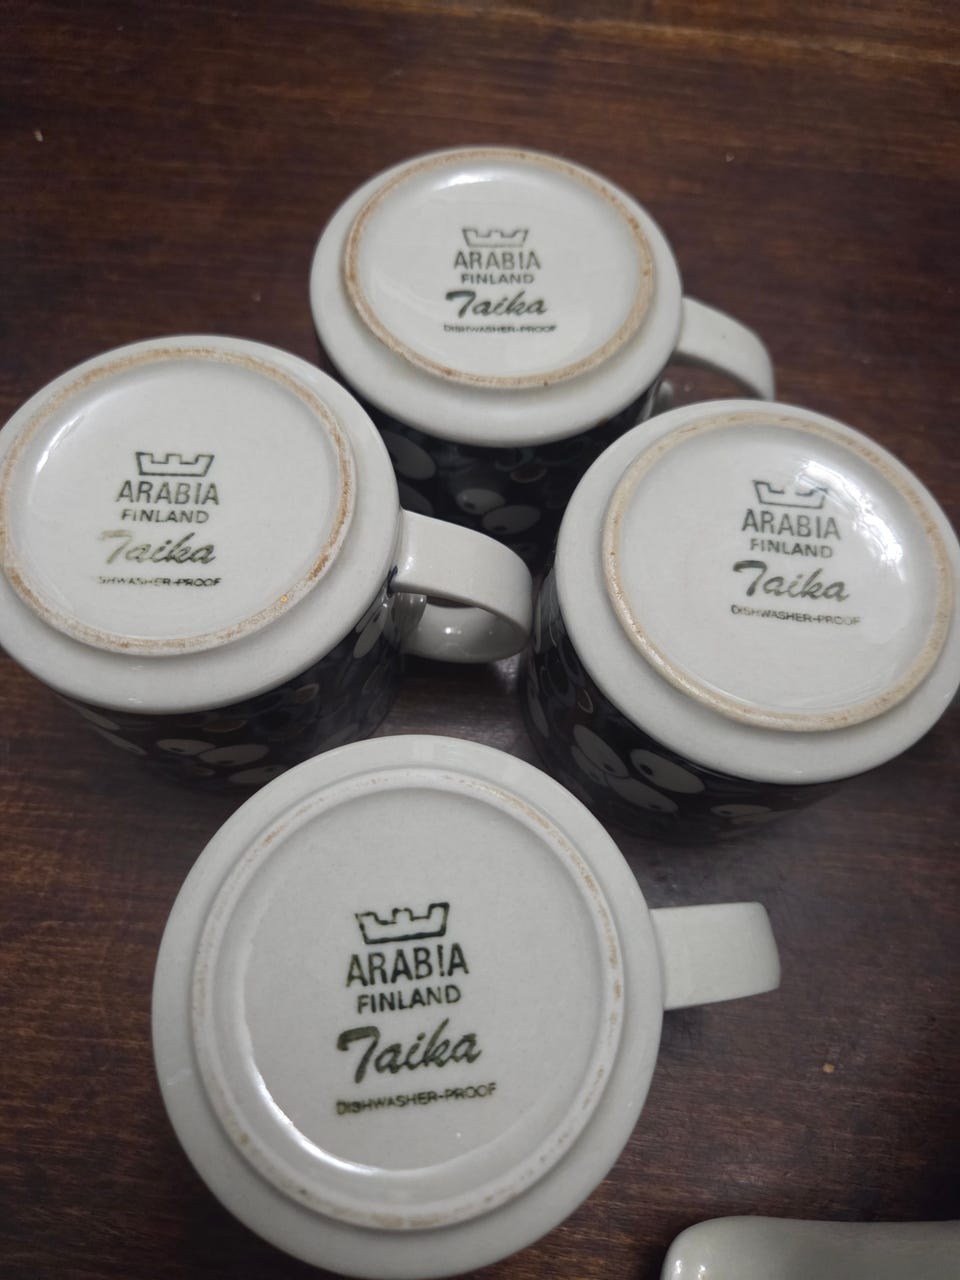 ARABIA
FINLAND
Taika
DISHWASHER-PROOF
ARABIA
FINLAND
Taika
SHWASHER-PROOF
ARABIA
FINLAND
Taika
DISHWASHER-PROOF
ARABIA
FINLAND
Taika
DISHWASHER-PROOF